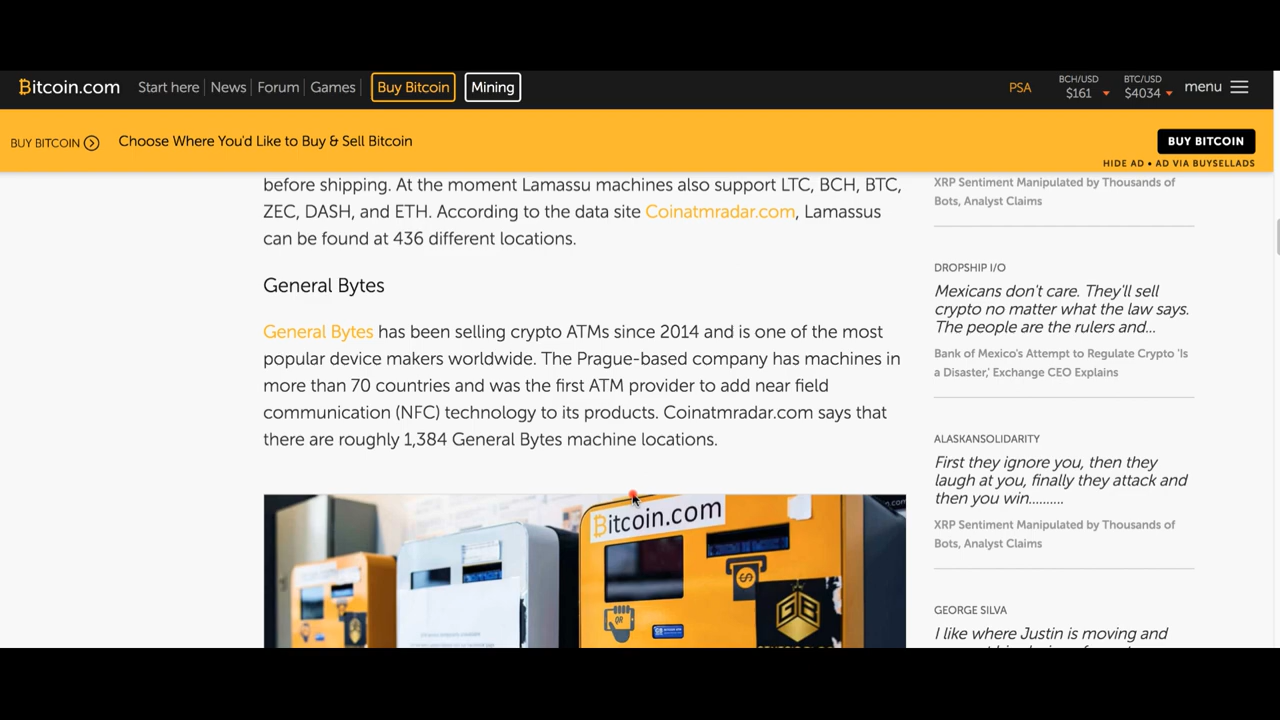 Bitcoin.com Start here News Forum Games Buy Bitcoin Mining PSA BCH/USD $161 BTC/USD $4034 menu
BUY BITCOIN Choose Where You'd Like to Buy & Sell Bitcoin BUY BITCOIN
HIDE AD • AD VIA BUYSELLADS
before shipping. At the moment Lamassu machines also support LTC, BCH, BTC,
ZEC, DASH, and ETH. According to the data site Coinatmradar.com, Lamassus
can be found at 436 different locations.
General Bytes
General Bytes has been selling crypto ATMs since 2014 and is one of the most
popular device makers worldwide. The Prague-based company has machines in
more than 70 countries and was the first ATM provider to add near field
communication (NFC) technology to its products. Coinatmradar.com says that
there are roughly 1,384 General Bytes machine locations.
Bitcoin.com
QR
XRP Sentiment Manipulated by Thousands of
Bots, Analyst Claims
DROPSHIP I/O
Mexicans don't care. They'll sell
crypto no matter what the law says.
The people are the rulers and...
Bank of Mexico's Attempt to Regulate Crypto 'Is
a Disaster,' Exchange CEO Explains
ALASKANSOLIDARITY
First they ignore you, then they
laugh at you, finally they attack and
then you win..........
XRP Sentiment Manipulated by Thousands of
Bots, Analyst Claims
GEORGE SILVA
I like where Justin is moving and